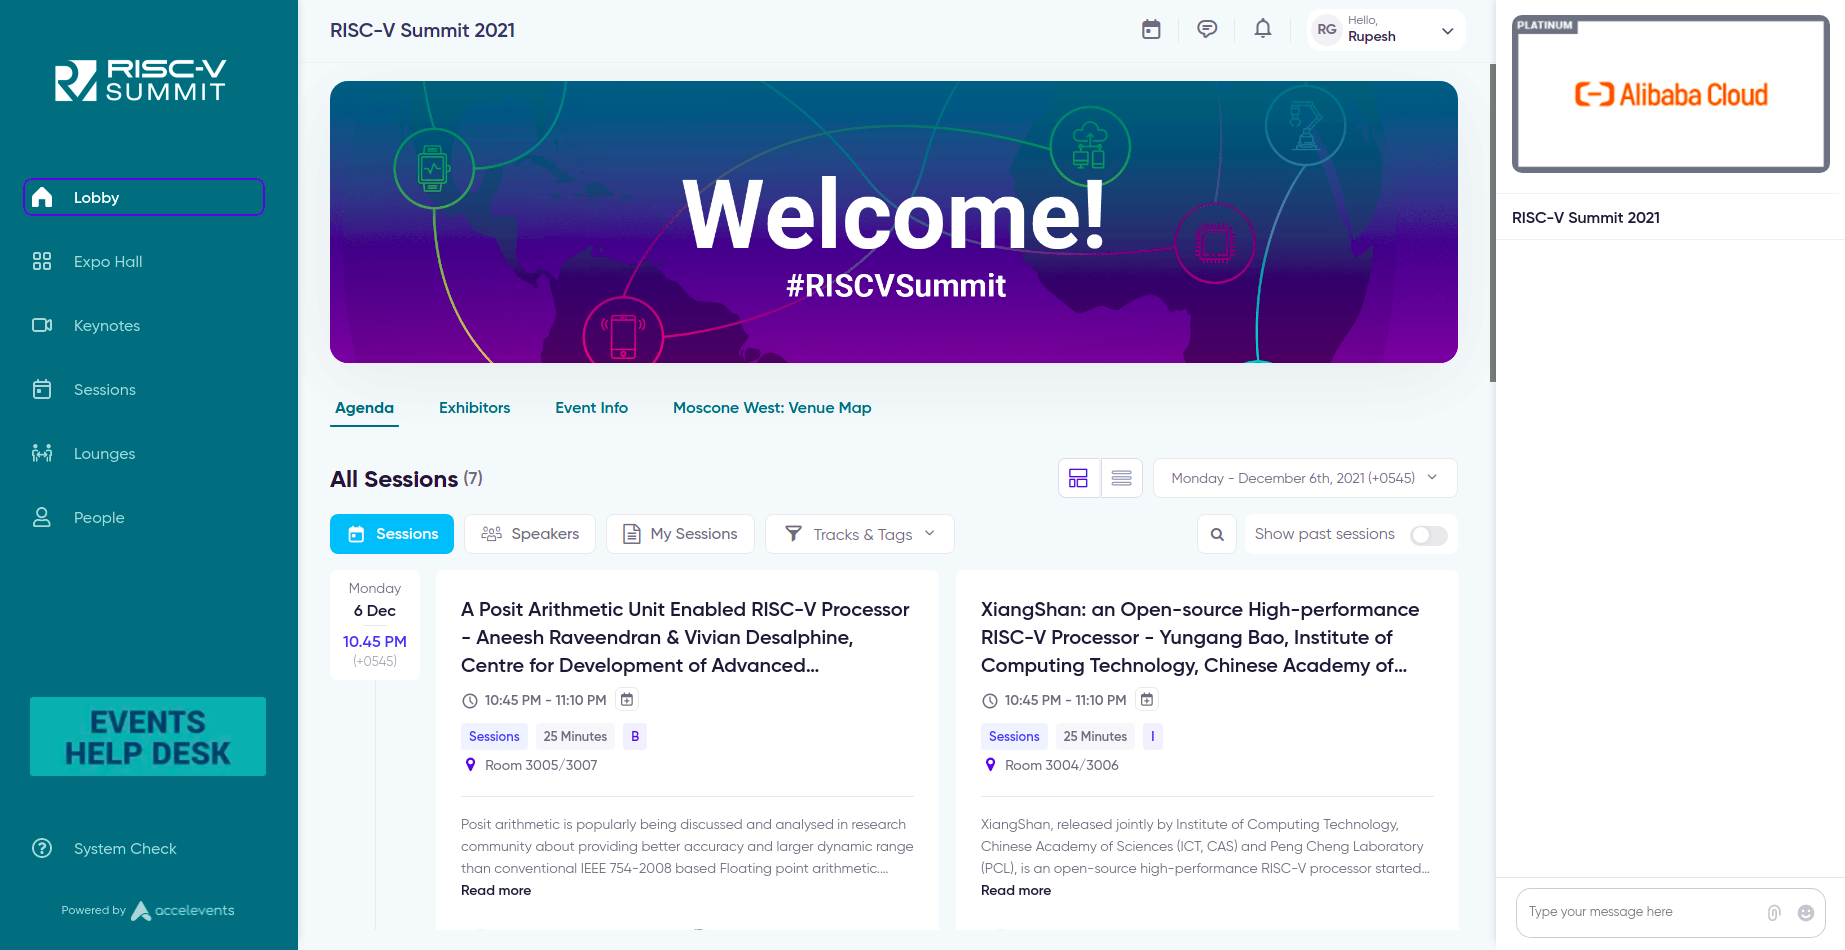 RISC-V
SUMMIT
Lobby
Expo Hall
Keynotes
Sessions
Lounges
People
EVENTS
HELP DESK
System Check
Powered by accelevents
RISC-V Summit 2021
RG
Hello,
Rupesh
Welcome!
#RISCVSummit
Agenda
Exhibitors
Event Info
Moscone West: Venue Map
All Sessions (7)
Monday - December 6th, 2021 (+0545)
Sessions
Speakers
My Sessions
Tracks & Tags
Show past sessions
Monday
6 Dec
10.45 PM
(+0545)
A Posit Arithmetic Unit Enabled RISC-V Processor
- Aneesh Raveendran & Vivian Desalphine,
Centre for Development of Advanced...
10:45 PM - 11:10 PM
Sessions 25 Minutes B
Room 3005/3007
Posit arithmetic is popularly being discussed and analysed in research
community about providing better accuracy and larger dynamic range
than conventional IEEE 754-2008 based Floating point arithmetic....
Read more
XiangShan: an Open-source High-performance
RISC-V Processor - Yungang Bao, Institute of
Computing Technology, Chinese Academy of...
10:45 PM - 11:10 PM
Sessions 25 Minutes I
Room 3004/3006
XiangShan, released jointly by Institute of Computing Technology,
Chinese Academy of Sciences (ICT, CAS) and Peng Cheng Laboratory
(PCL), is an open-source high-performance RISC-V processor started...
Read more
PLATINUM
Alibaba Cloud
RISC-V Summit 2021
Type your message here